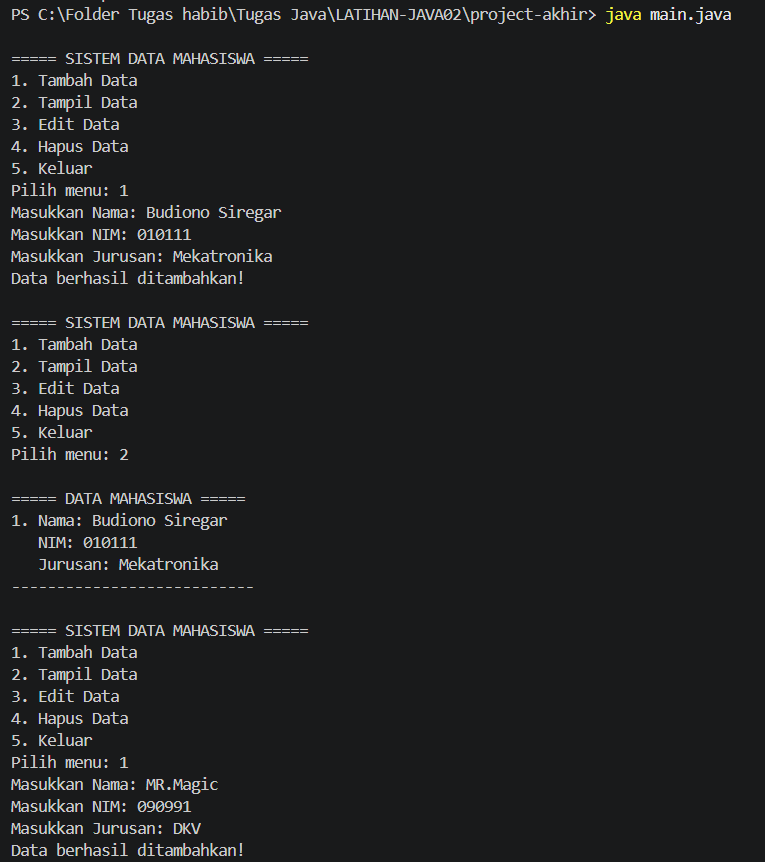 PS C:\Folder Tugas habib\Tugas Java\LATIHAN-JAVA02\project-akhir> java main.java
===== SISTEM DATA MAHASISWA =====
1. Tambah Data
2. Tampil Data
3. Edit Data
4. Hapus Data
5. Keluar
Pilih menu: 1
Masukkan Nama: Budiono Siregar
Masukkan NIM: 010111
Masukkan Jurusan: Mekatronika
Data berhasil ditambahkan!
===== SISTEM DATA MAHASISWA =====
1. Tambah Data
2. Tampil Data
3. Edit Data
4. Hapus Data
5. Keluar
Pilih menu: 2
===== DATA MAHASISWA =====
1. Nama: Budiono Siregar
   NIM: 010111
   Jurusan: Mekatronika
---------------------------
===== SISTEM DATA MAHASISWA =====
1. Tambah Data
2. Tampil Data
3. Edit Data
4. Hapus Data
5. Keluar
Pilih menu: 1
Masukkan Nama: MR.Magic
Masukkan NIM: 090991
Masukkan Jurusan: DKV
Data berhasil ditambahkan!